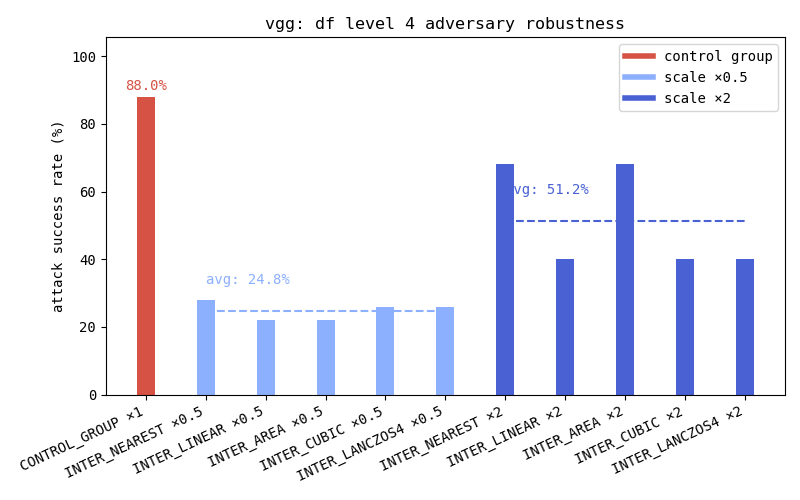 vgg: df level 4 adversary robustness
attack success rate (%)
100
80
60
40
20
0
control group
scale ×0.5
scale ×2
88.0%
avg: 24.8%
vg: 51.2%
CONTROL_GROUP ×1
INTER_NEAREST ×0.5
INTER_LINEAR ×0.5
INTER_AREA ×0.5
INTER_CUBIC ×0.5
INTER_LANCZOS4 ×0.5
INTER_NEAREST ×2
INTER_LINEAR ×2
INTER_AREA ×2
INTER_CUBIC ×2
INTER_LANCZOS4 ×2